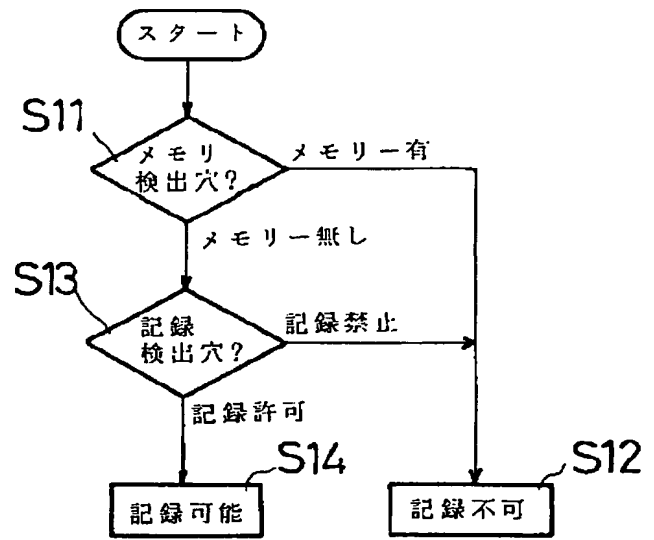 スタート
S11
メモリ
検出穴?
メモリー有
メモリー無し
S13
記録
検出穴?
記録禁止
記録許可
S14
記録可能
S12
記録不可